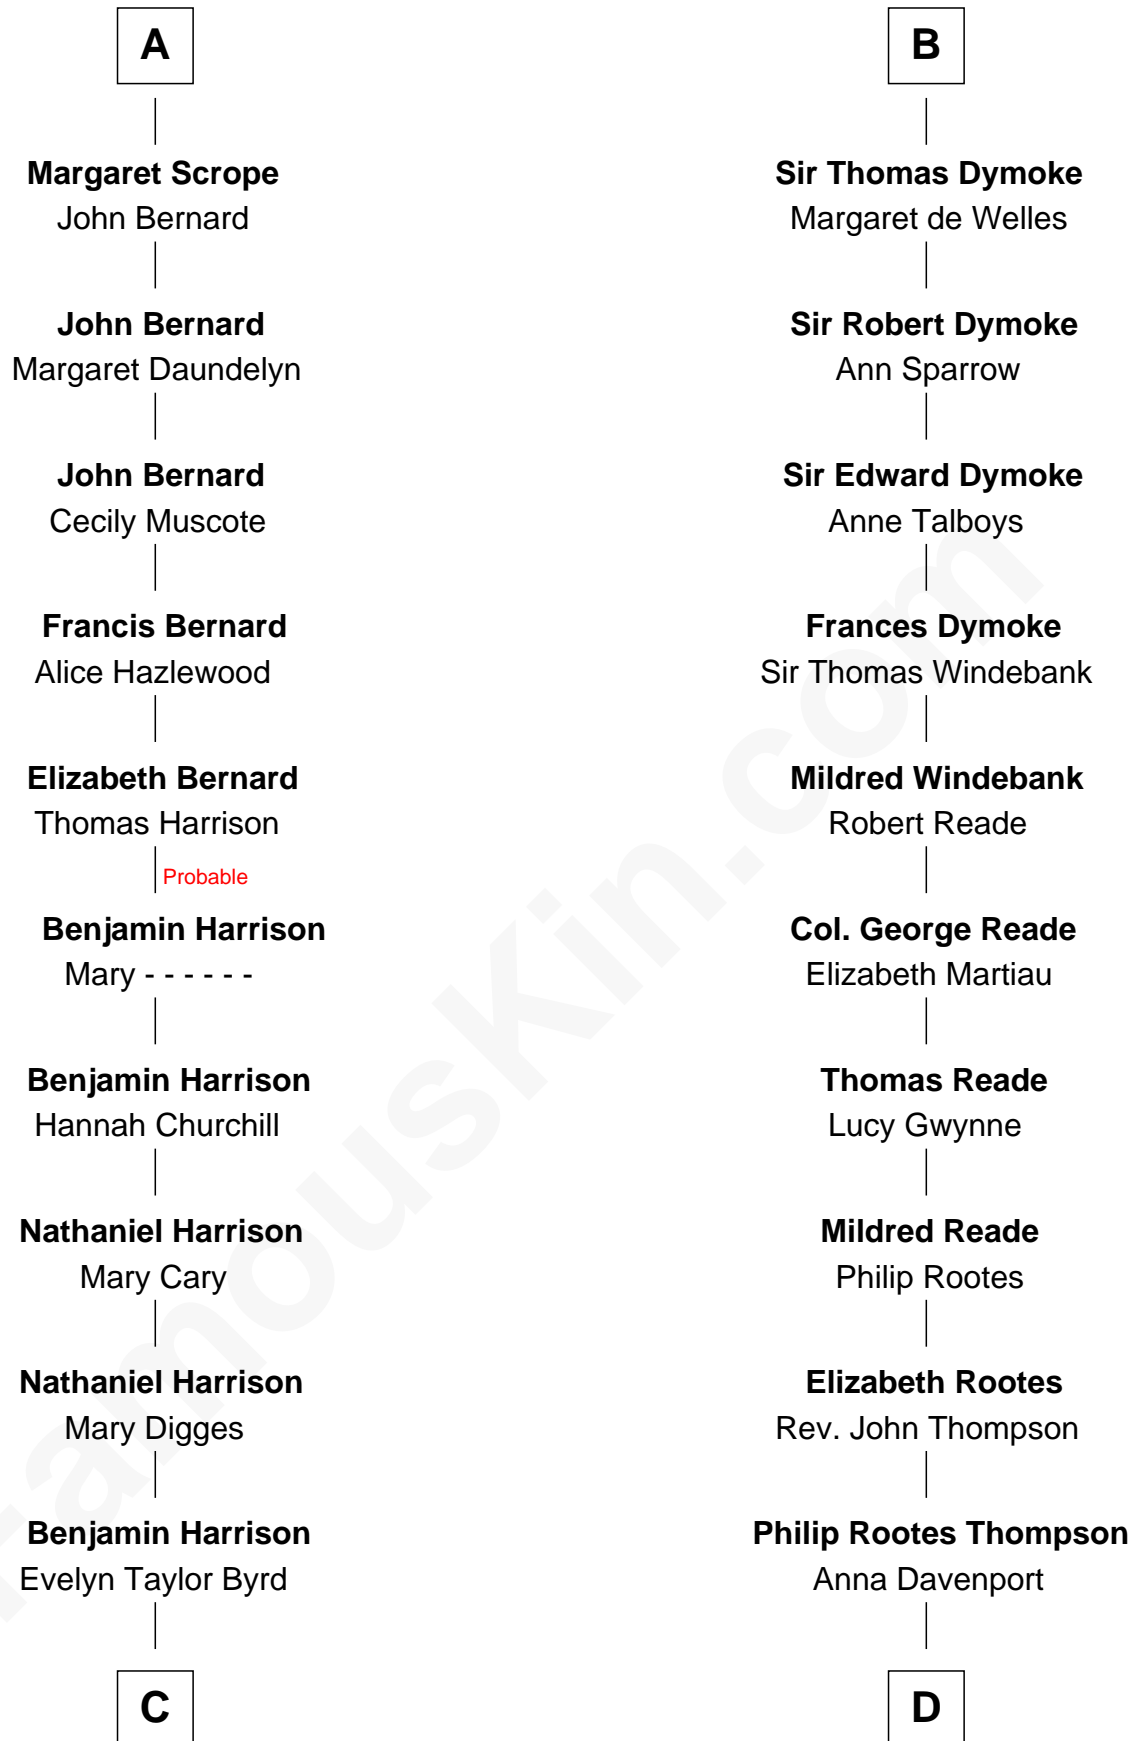 A
Margaret Scrope
John Bernard
John Bernard
Margaret Daundelyn
John Bernard
Cecily Muscote
Francis Bernard
Alice Hazlewood
Elizabeth Bernard
Thomas Harrison
Probable
Benjamin Harrison
Mary - - - - - -
Benjamin Harrison
Hannah Churchill
Nathaniel Harrison
Mary Cary
Nathaniel Harrison
Mary Digges
Benjamin Harrison
Evelyn Taylor Byrd
C
B
Sir Thomas Dymoke
Margaret de Welles
Sir Robert Dymoke
Ann Sparrow
Sir Edward Dymoke
Anne Talboys
Frances Dymoke
Sir Thomas Windebank
Mildred Windebank
Robert Reade
Col. George Reade
Elizabeth Martiau
Thomas Reade
Lucy Gwynne
Mildred Reade
Philip Rootes
Elizabeth Rootes
Rev. John Thompson
Philip Rootes Thompson
Anna Davenport
D
FamousKin.com